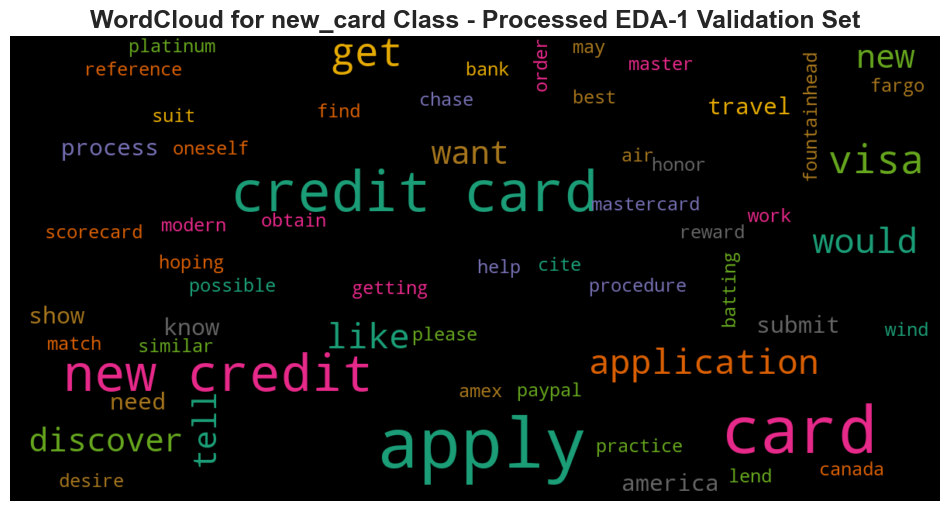 WordCloud for new_card Class - Processed EDA-1 Validation Set
platinum
get
order
may
new
reference
bank
master
fargo
chase
best
travel
fountainhead
suit
find
process
oneself
want
air
honor
visa
credit card
mastercard
scorecard
modern
obtain
reward
work
would
hoping
possible
help
cite
getting
procedure
batting
show
know
like
please
submit
wind
match
similar
new credit
application
need
amex
paypal
discover
tell
apply
practice
card
desire
america
lend
canada